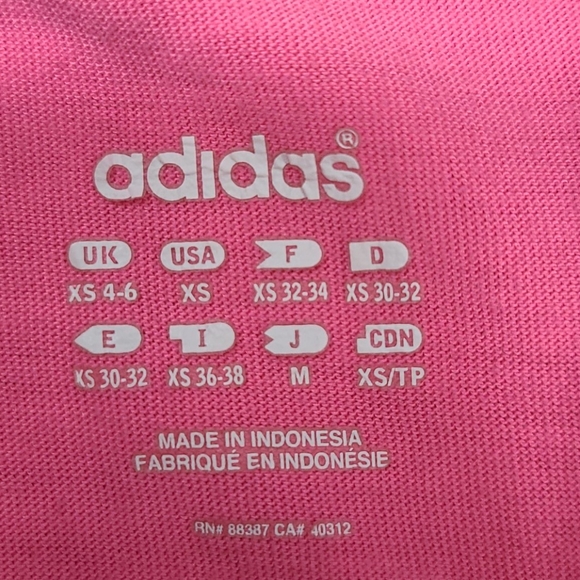 adidas®
UK USA F D
XS 4-6 XS XS 32-34 XS 30-32
E I J CDN
XS 30-32 XS 36-38 M XS/TP
MADE IN INDONESIA
FABRIQUÉ EN INDONÉSIE
RN# 88387 CA# 40312